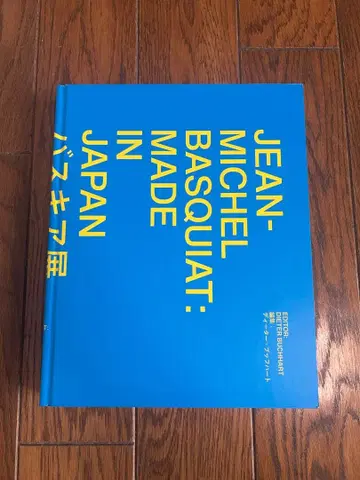 JEAN-
MICHEL
BASQUIAT:
MADE
IN
JAPAN
バスキア展
EDITOR:
DIETER BUCHHART
編集:
ディーター・ブッフハート